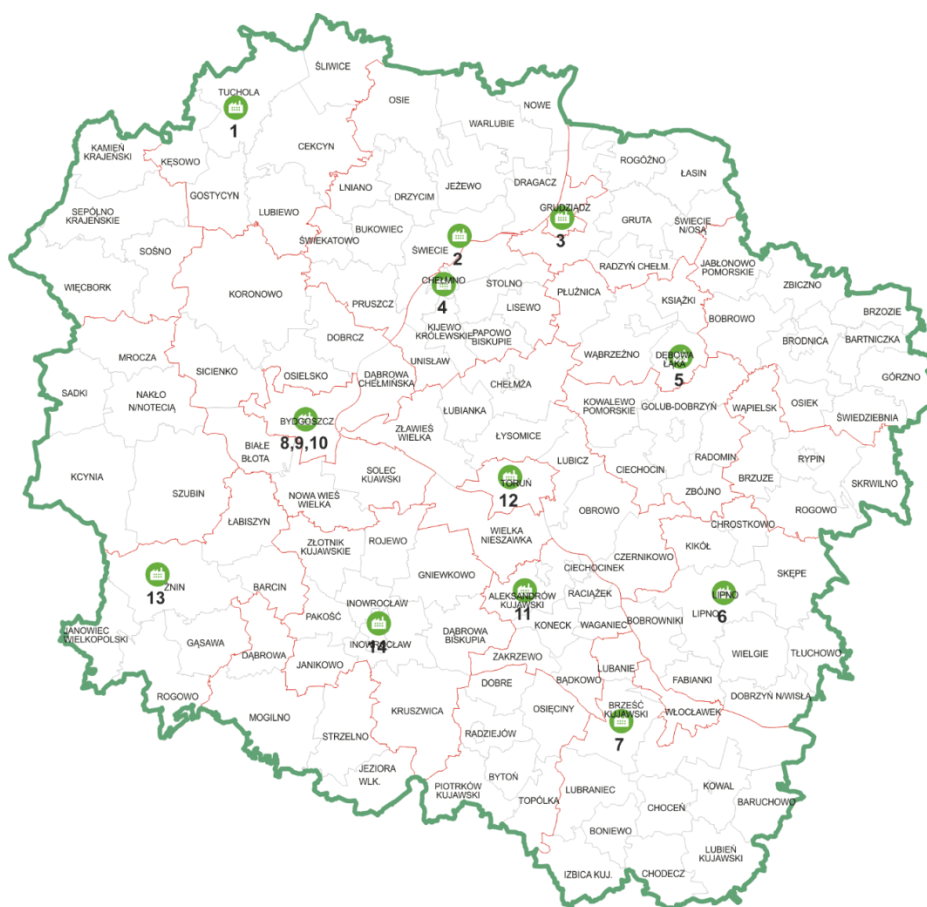 ŚLIWICE
TUCHOLA
1
OSIE
NOWE
WARLUBIE
KAMIEŃ
KRAJEŃSKI
KĘSOWO
CEKCYN
ROGÓŹNO
ŁASIN
GOSTYCYN
LNIANO
DRZYCIM
JEŻEWO
DRAGACZ
LUBIEWO
GRUDZIĄDZ
3
SĘPÓLNO
KRAJEŃSKIE
BUKOWIEC
GRUTA
ŚWIECIE
N/OSĄ
ŚWIEKATOWO
ŚWIECIE
2
SOŚNO
RADZYŃ CHEŁM.
JABŁONOWO
POMORSKIE
WIĘCBORK
KORONOWO
CHEŁMNO
4
STOLNO
PŁUŻNICA
KSIĄŻKI
ZBICZNO
PRUSZCZ
LISEWO
BOBROWO
BRZOZIE
KIJEWO
KRÓLEWSKIE
PAPOWO
BISKUPIE
DOBRCZ
BRODNICA
BARTNICZKA
MROCZA
UNISŁAW
WĄBRZEŹNO
DĘBOWA
ŁĄKA
5
SICIENKO
OSIELSKO
DĄBROWA
CHEŁMIŃSKA
GÓRZNO
SADKI
NAKŁO
N/NOTECIĄ
CHEŁMŻA
KOWALEWO
POMORSKIE
GOLUB-DOBRZYŃ
WĄPIELSK
OSIEK
ŁUBIANKA
ŚWIEDZIEBNIA
BYDGOSZCZ
8,9,10
ZŁAWIEŚ
WIELKA
ŁYSOMICE
BIAŁE
BŁOTA
LUBICZ
RADOMIN
RYPIN
KCYNIA
SOLEC
KUJAWSKI
CIECHOCIN
BRZUZE
SKRWILNO
TORUŃ
12
SZUBIN
NOWA WIEŚ
WIELKA
ZBÓJNO
ROGOWO
OBROWO
ŁABISZYN
CHROSTKOWO
WIELKA
NIESZAWKA
ZŁOTNIK
KUJAWSKIE
ROJEWO
KIKÓŁ
CZERNIKOWO
CIECHOCINEK
SKĘPE
GNIEWKOWO
ŻNIN
13
BARCIN
ALEKSANDRÓW
KUJAWSKI
11
RACIĄŻEK
LIPNO
6
LIPNO
INOWROCŁAW
PAKOŚĆ
BOBROWNIKI
KONECK
WAGANIEC
JANOWIEC
WIELKOPOLSKI
GĄSAWA
INOWROCŁAW
14
DĄBROWA
BISKUPIA
WIELGIE
TŁUCHOWO
DĄBROWA
JANIKOWO
ZAKRZEWO
LUBANIE
BĄDKOWO
FABIANKI
DOBRE
ROGOWO
DOBRZYŃ N/WISŁĄ
BRZEŚĆ
KUJAWSKI
7
WŁOCŁAWEK
KRUSZWICA
OSIĘCINY
MOGILNO
STRZELNO
RADZIEJÓW
JEZIORA
WLK.
BYTOŃ
PIOTRKÓW
KUJAWSKI
LUBRANIEC
KOWAL
TOPÓLKA
CHOCEŃ
BARUCHOWO
BONIEWO
LUBIEŃ
KUJAWSKI
IZBICA KUJ.
CHODECZ